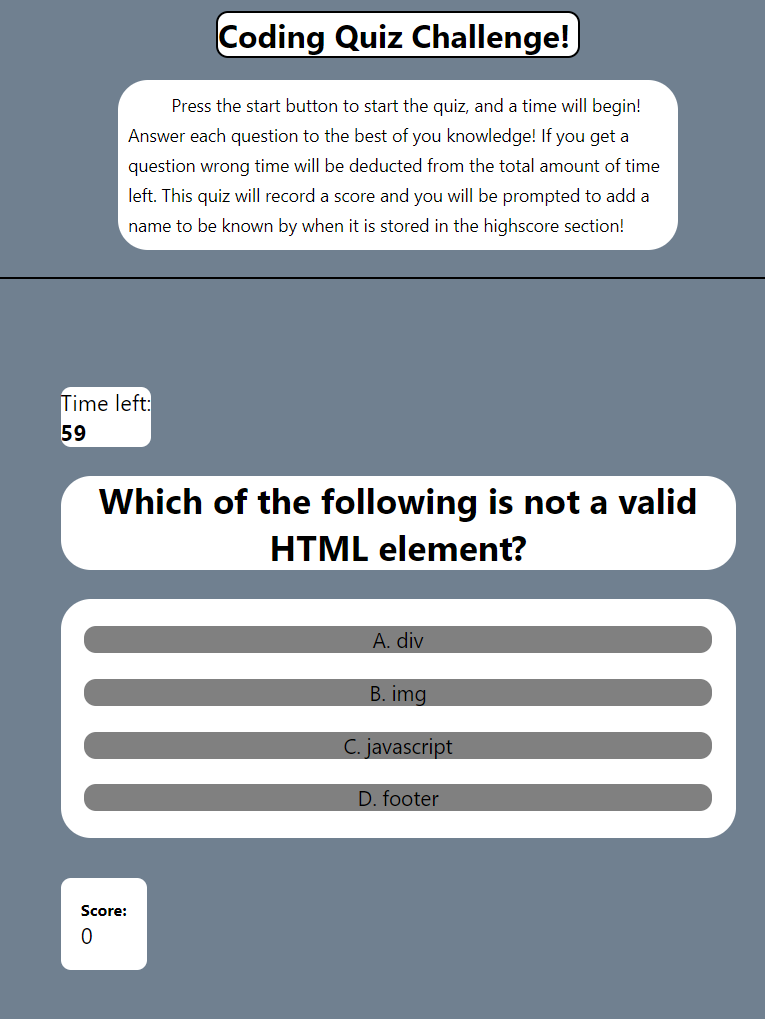 Coding Quiz Challenge!
Press the start button to start the quiz, and a time will begin!
Answer each question to the best of you knowledge! If you get a
question wrong time will be deducted from the total amount of time
left. This quiz will record a score and you will be prompted to add a
name to be known by when it is stored in the highscore section!
Time left:
59
Which of the following is not a valid
HTML element?
A. div
B. img
C. javascript
D. footer
Score:
0